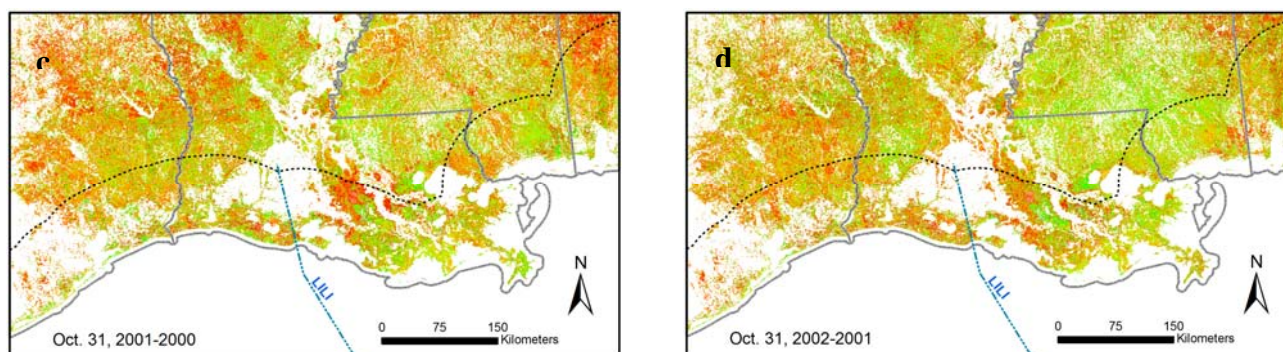 c
N
LILI
0 75 150
Kilometers
Oct. 31, 2001-2000
d
N
LILI
0 75 150
Kilometers
Oct. 31, 2002-2001